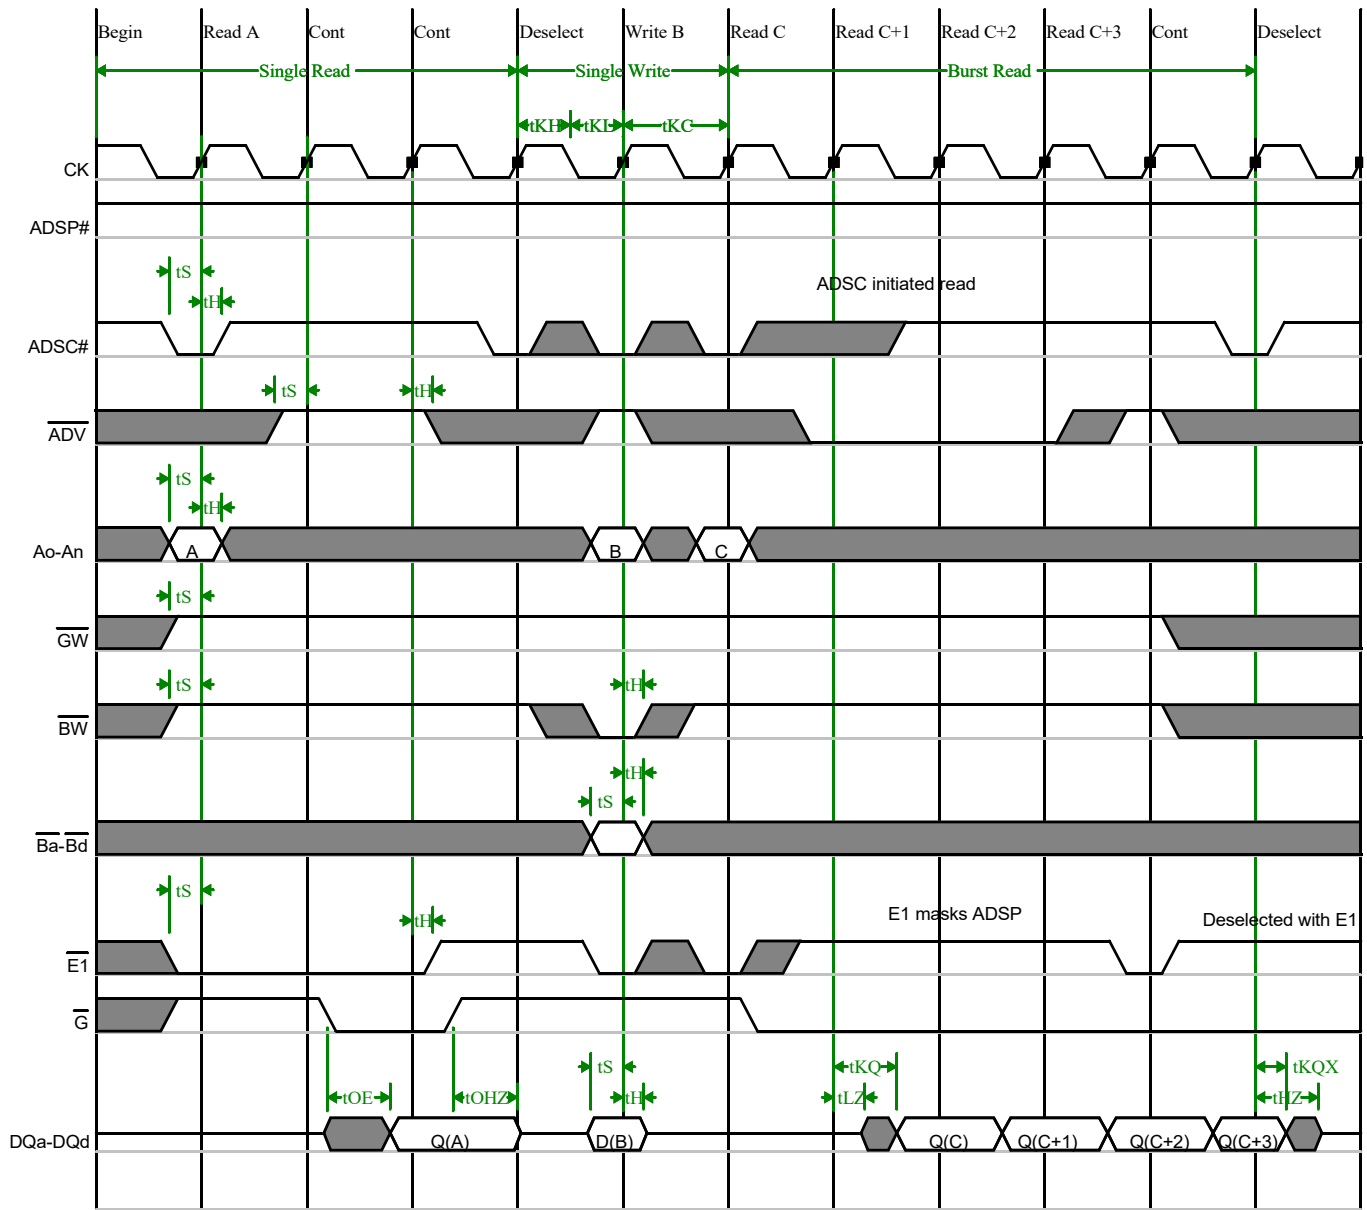 Begin Read A Cont Cont Deselect Write B Read C Read C+1 Read C+2 Read C+3 Cont Deselect
Single Read Single Write Burst Read
tKH tKL tKC
CK
ADSP#
tS
tH
ADSC initiated read
ADSC#
tS tH
ADV
tS
tH
Ao-An A B C
tS
GW
tS tH
BW
tH
tS
Ba-Bd
tS
tH
E1 masks ADSP
Deselected with E1
E1
G
tS tKQ tKQX
tOE tOHZ tH tLZ tHZ
DQa-DQd Q(A) D(B) Q(C) Q(C+1) Q(C+2) Q(C+3)